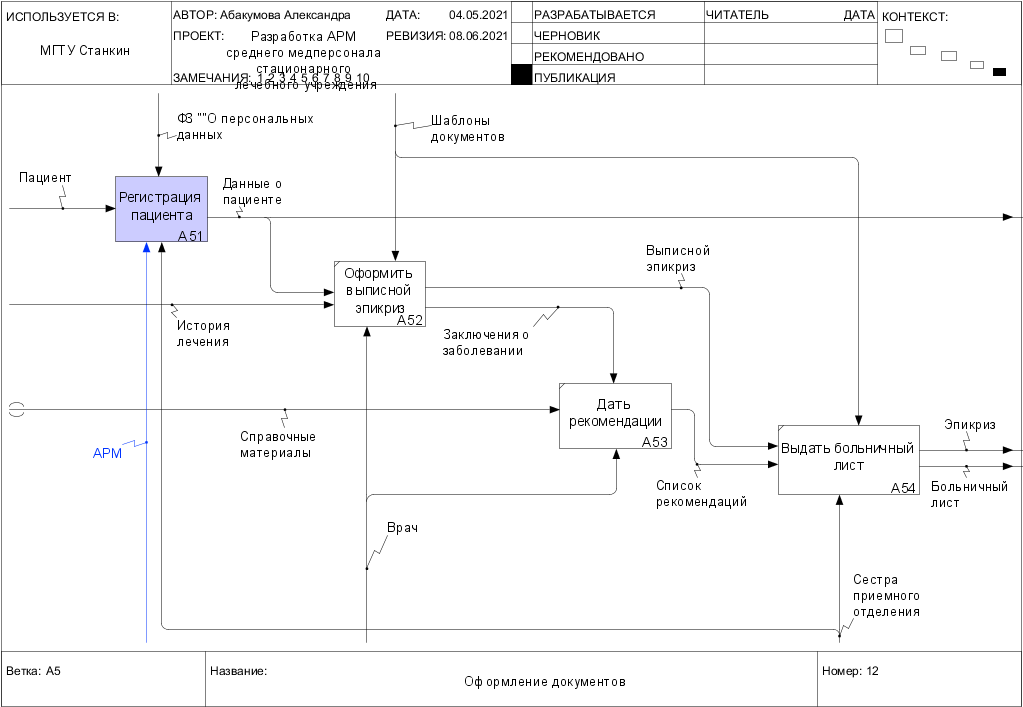 ИСПОЛЬЗУЕТСЯ В:
МГТУ Станкин
АВТОР: Абакумова Александра
ДАТА: 04.05.2021
ПРОЕКТ: Разработка АРМ
среднего медперсонала
стационарного
лечебного учреждения
РЕВИЗИЯ: 08.06.2021
ЗАМЕЧАНИЯ: 1 2 3 4 5 6 7 8 9 10
РАЗРАБАТЫВАЕТСЯ
ЧЕРНОВИК
РЕКОМЕНДОВАНО
ПУБЛИКАЦИЯ
ЧИТАТЕЛЬ
ДАТА
КОНТЕКСТ:
ФЗ ""О персональных
данных
Шаблоны
документов
Пациент
Регистрация
пациента
A51
Данные о
пациенте
Выписной
эпикриз
Оформить
выписной
эпикриз
A52
История
лечения
Заключения о
заболевании
Дать
рекомендации
A53
Справочные
материалы
АРМ
Выдать больничный
лист
A54
Эпикриз
Больничный
лист
Список
рекомендаций
Врач
Сестра
приемного
отделения
Ветка: A5
Название:
Оформление документов
Номер: 12